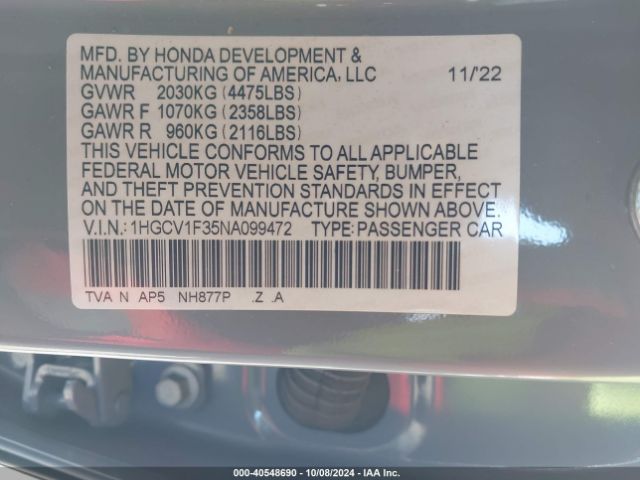 MFD. BY HONDA DEVELOPMENT &
MANUFACTURING OF AMERICA, LLC 11/'22
GVWR 2030KG (4475LBS)
GAWR F 1070KG (2358LBS)
GAWR R 960KG (2116LBS)
THIS VEHICLE CONFORMS TO ALL APPLICABLE
FEDERAL MOTOR VEHICLE SAFETY, BUMPER,
AND THEFT PREVENTION STANDARDS IN EFFECT
ON THE DATE OF MANUFACTURE SHOWN ABOVE.
V.I.N.: 1HGCV1F35NA099472 TYPE: PASSENGER CAR
TVA N AP5 NH877P .Z .A
000-40548690 - 10/08/2024 - IAA Inc.